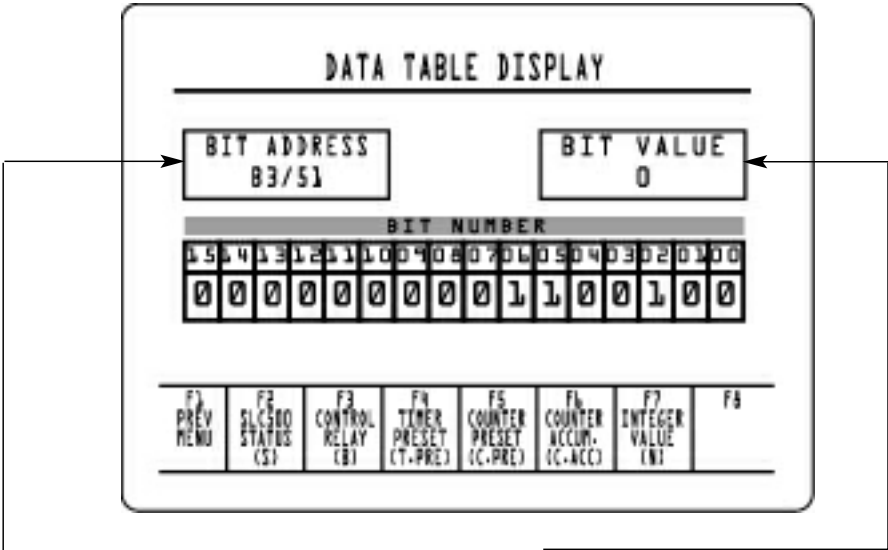 DATA TABLE DISPLAY
BIT ADDRESS BIT VALUE
B3/51 0
BIT NUMBER
15 14 13 12 11 10 09 08 07 06 05 04 03 02 01 00
0 0 0 0 0 0 0 0 0 1 1 0 0 1 0 0
F1 F2 F3 F4 F5 F6 F7 F8
PREV SLC500 CONTROL TIMER COUNTER COUNTER INTEGER
MENU STATUS RELAY PRESET PRESET ACCUM. VALUE
(S) (B) (T.PRE) (C.PRE) (C.ACC) (N)